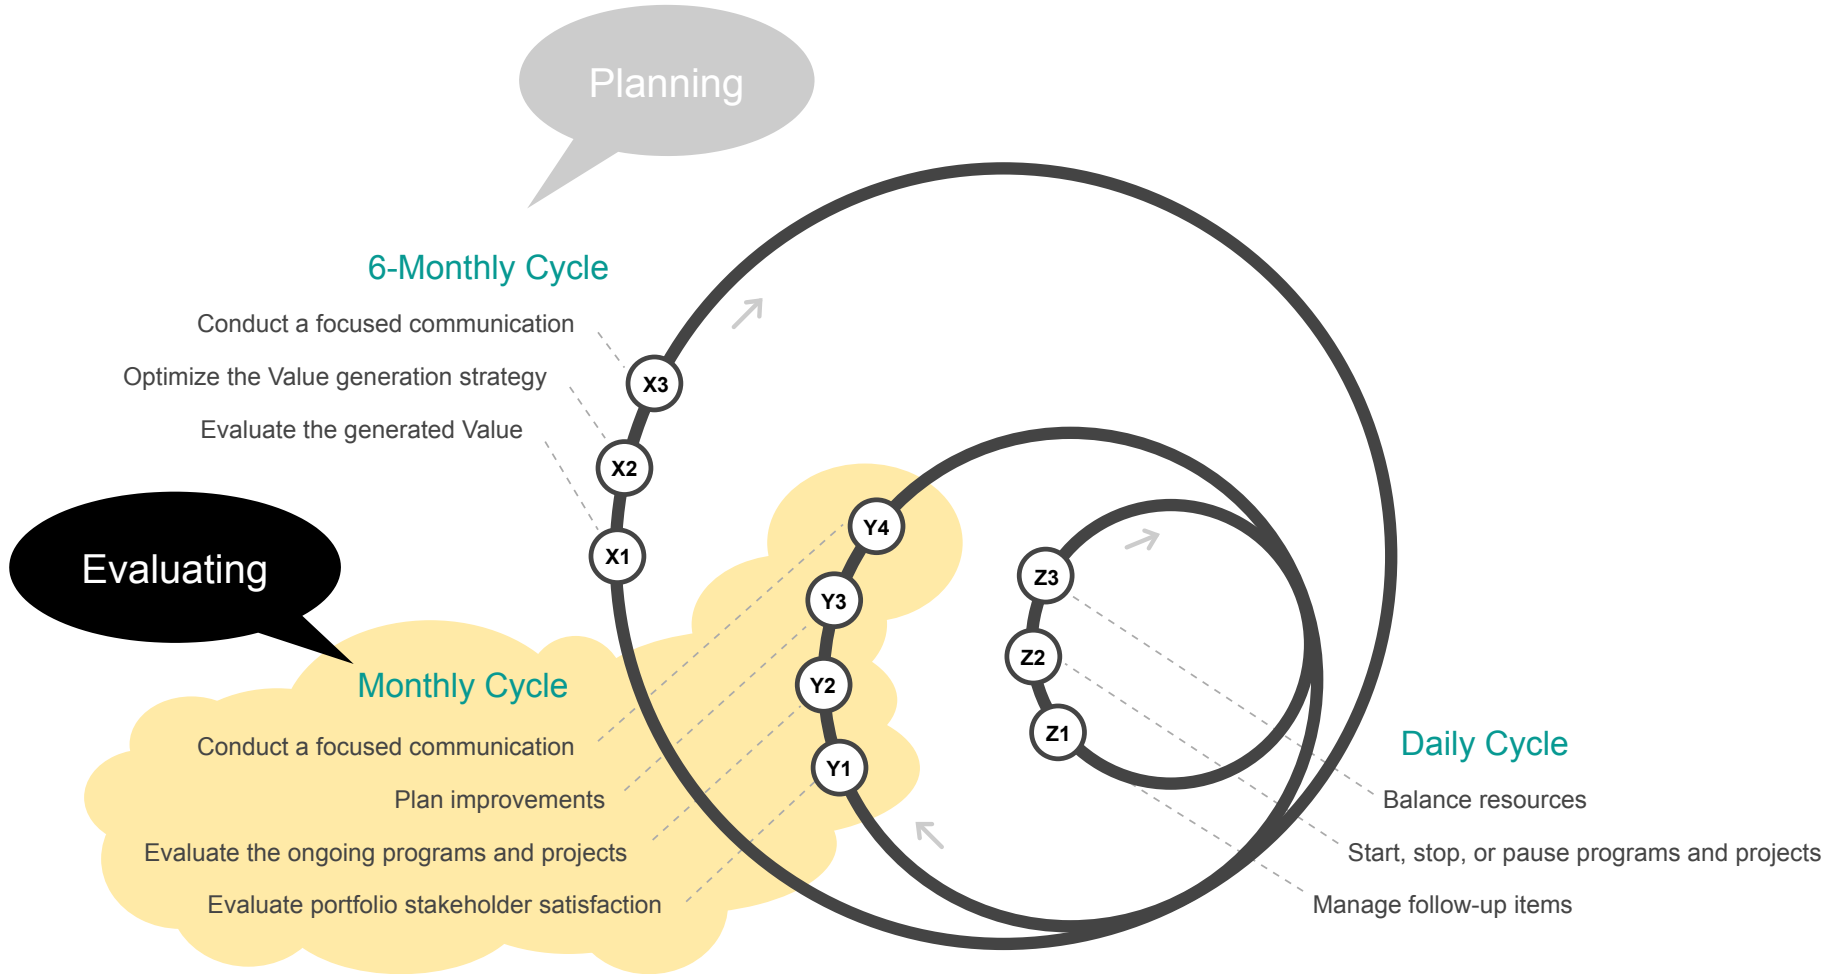 Planning
6-Monthly Cycle
Conduct a focused communication
Optimize the Value generation strategy
Evaluate the generated Value
X3
X2
X1
Evaluating
Monthly Cycle
Conduct a focused communication
Plan improvements
Evaluate the ongoing programs and projects
Evaluate portfolio stakeholder satisfaction
Y4
Y3
Y2
Y1
Z3
Z2
Z1
Daily Cycle
Balance resources
Start, stop, or pause programs and projects
Manage follow-up items